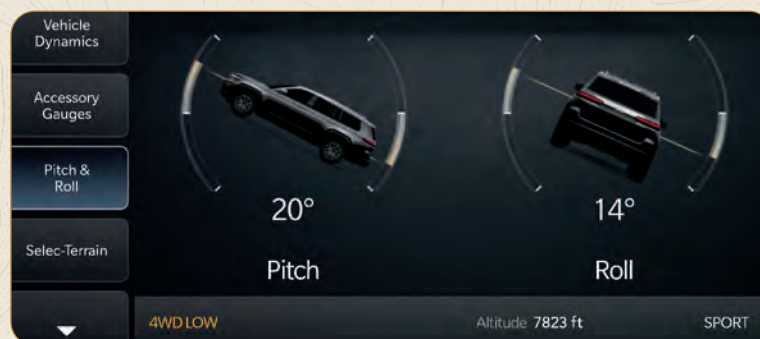 Vehicle
Dynamics
Accessory
Gauges
Pitch &
Roll
Selec-Terrain
20°
Pitch
14°
Roll
4WD LOW
Altitude 7823 ft
SPORT